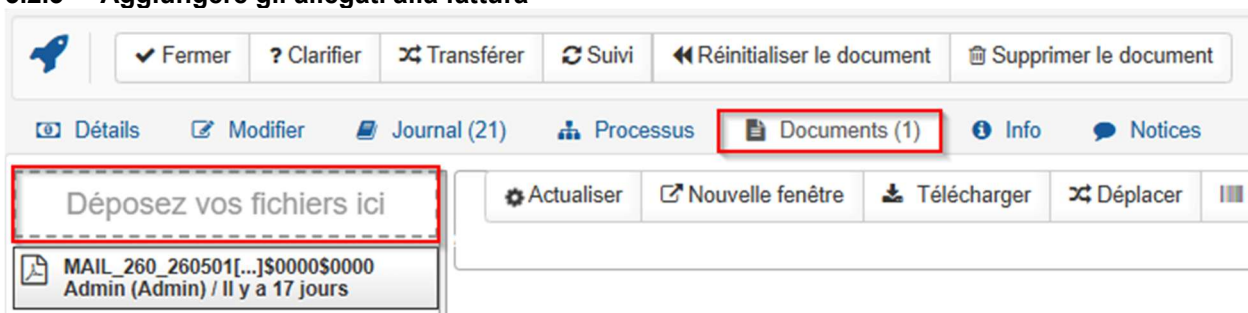 Aggiungere gli allegati alla fattura
Fermer ? Clarifier Transférer Suivi Réinitialiser le document Supprimer le document
Détails Modifier Journal (21) Processus Documents (1) Info Notices
Déposez vos fichiers ici
Actualiser Nouvelle fenêtre Télécharger Déplacer
MAIL_260_260501[...]$0000$0000
Admin (Admin) / Il y a 17 jours